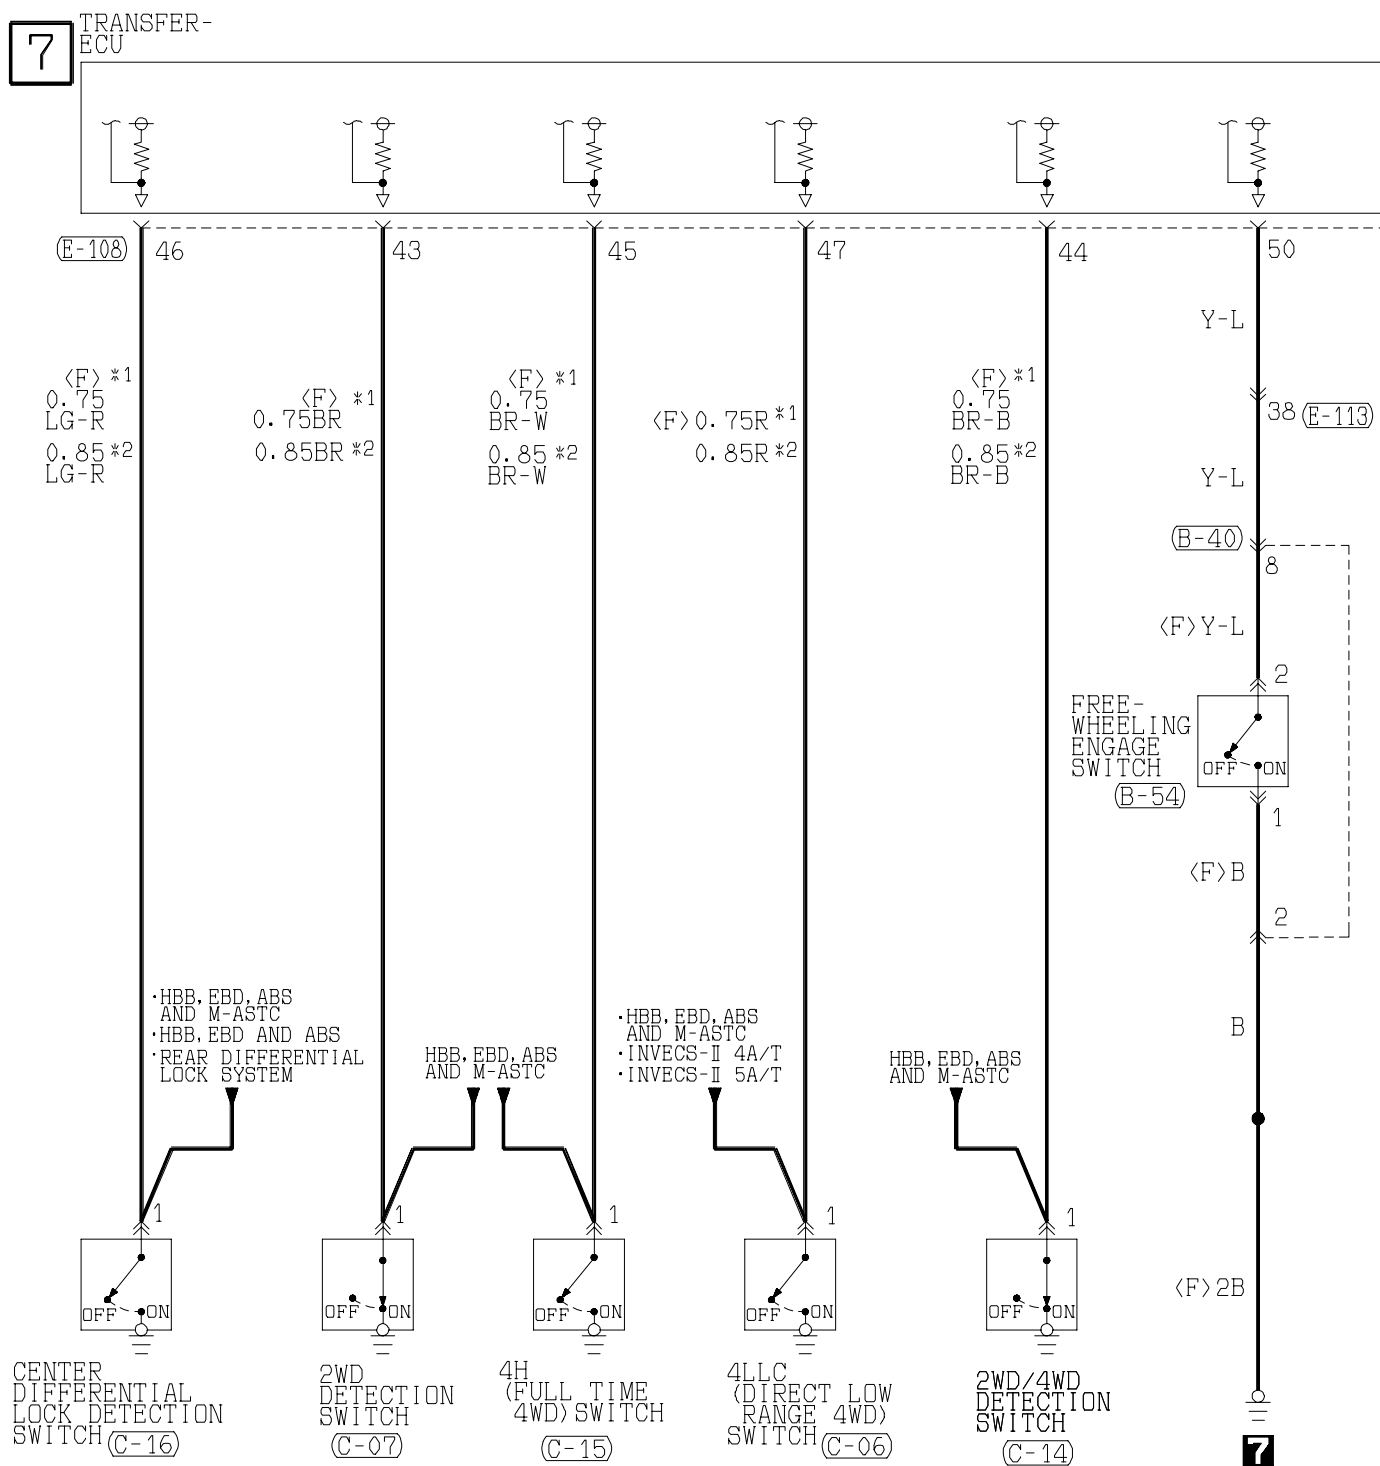 7
TRANSFER-
ECU
(E-108)
46
43
45
47
44
50
Y-L
<F> *1
0.75
LG-R
0.85 *2
LG-R
<F> *1
0.75BR
0.85BR *2
<F> *1
0.75
BR-W
0.85 *2
BR-W
<F>0.75R *1
0.85R *2
<F> *1
0.75
BR-B
0.85 *2
BR-B
38 (E-113)
Y-L
(B-40)
8
<F>Y-L
2
FREE-
WHEELING
ENGAGE
SWITCH
(B-54)
OFF ON
1
<F>B
2
B
·HBB, EBD, ABS
AND M-ASTC
·HBB, EBD AND ABS
·REAR DIFFERENTIAL
LOCK SYSTEM
HBB, EBD, ABS
AND M-ASTC
·HBB, EBD, ABS
AND M-ASTC
·INVECS-Ⅱ 4A/T
·INVECS-Ⅱ 5A/T
HBB, EBD, ABS
AND M-ASTC
1
1
1
1
1
OFF ON
OFF ON
OFF ON
OFF ON
OFF ON
<F>2B
CENTER
DIFFERENTIAL
LOCK DETECTION
SWITCH (C-16)
2WD
DETECTION
SWITCH
(C-07)
4H
(FULL TIME
4WD) SWITCH
(C-15)
4LLC
(DIRECT LOW
RANGE 4WD)
SWITCH (C-06)
2WD/4WD
DETECTION
SWITCH
(C-14)
7